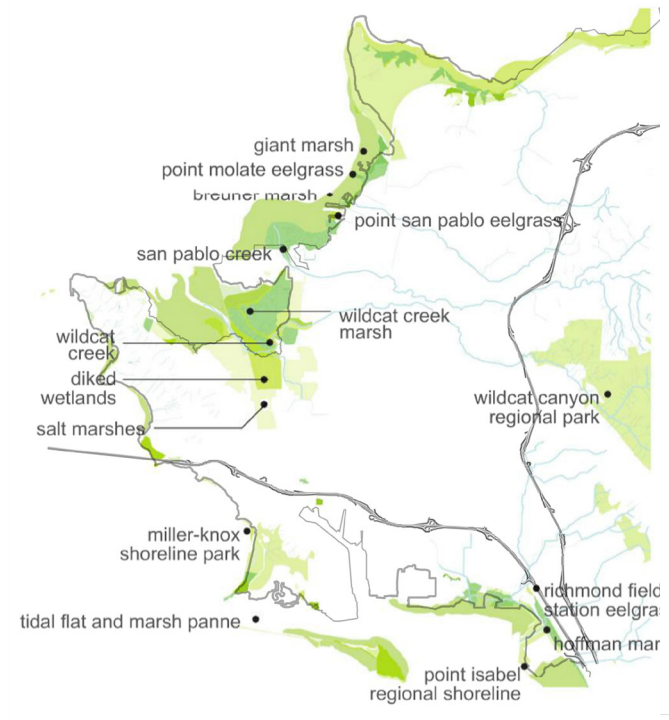 giant marsh
point molate eelgrass
breuner marsh
point san pablo eelgrass
san pablo creek
wildcat creek
marsh
wildcat
creek
diked
wetlands
wildcat canyon
regional park
salt marshes
miller-knox
shoreline park
richmond field
station eelgra
tidal flat and marsh panne
hoffman mar
point isabel
regional shoreline